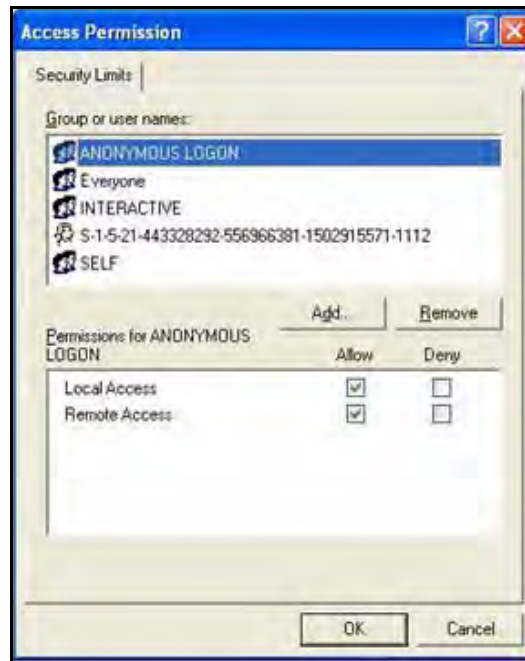 Access Permission
Security Limits
Group or user names:
ANONYMOUS LOGON
Everyone
INTERACTIVE
S-1-5-21-443328292-556966381-1502915571-1112
SELF
Add...
Remove
Permissions for ANONYMOUS
LOGON
Allow
Deny
Local Access
Remote Access
OK
Cancel